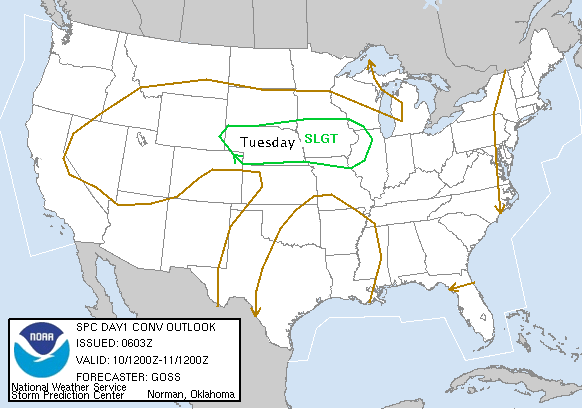 Tuesday SLGT
SPC DAY1 CONV OUTLOOK
ISSUED: 0603Z
VALID: 10/1200Z-11/1200Z
FORECASTER: GOSS
National Weather Service
Storm Prediction Center Norman, Oklahoma
NOAA